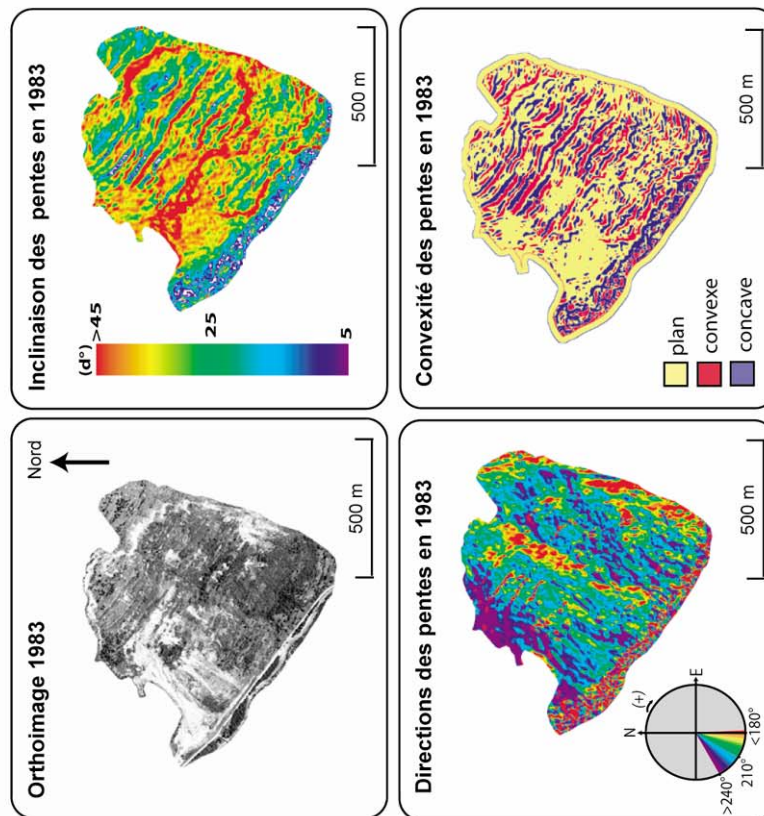 Orthoimage 1983
Nord
500 m
Inclinaison des pentes en 1983
(d°) >45
25
5
500 m
Directions des pentes en 1983
N
(+)
E
>240°
210°
<180°
500 m
Convexité des pentes en 1983
plan
convexe
concave
500 m